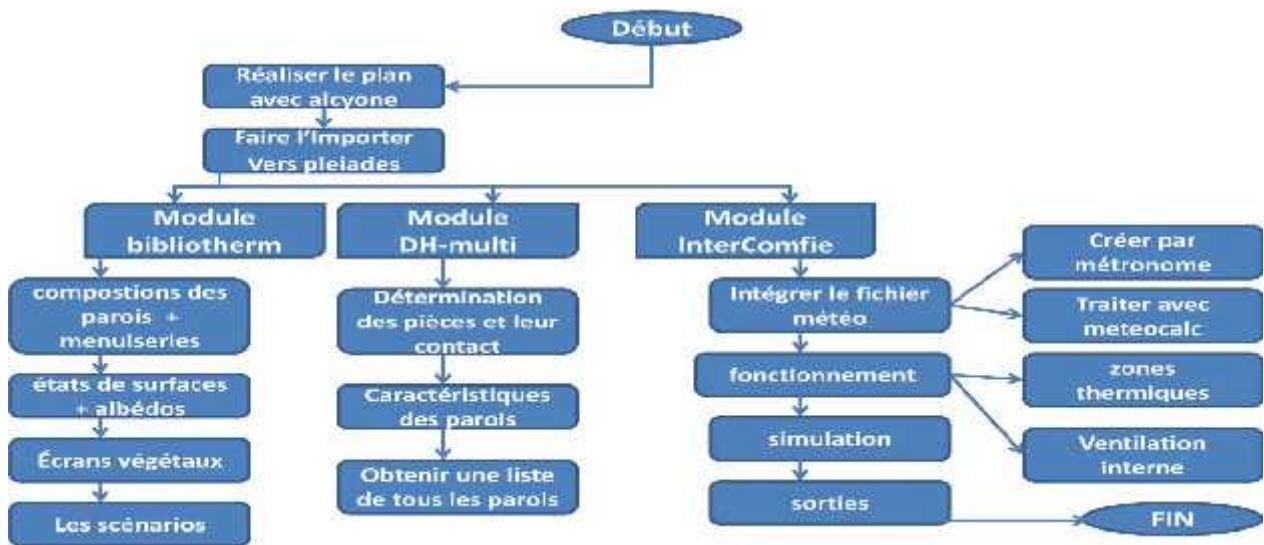 Début
Réaliser le plan
avec alcyone
Faire l'Importer
Vers pleiades
Module
bibliotherm
Module
DH-multi
Module
InterComfie
compostions des
parois +
menuiseries
états de surfaces
+ albédos
Écrans végétaux
Les scénarios
Détermination
des pièces et leur
contact
Caractéristiques
des parois
Obtenir une liste
de tous les parois
Intégrer le fichier
météo
fonctionnement
simulation
sorties
Créer par
métronome
Traiter avec
meteocalc
zones
thermiques
Ventilation
interne
FIN